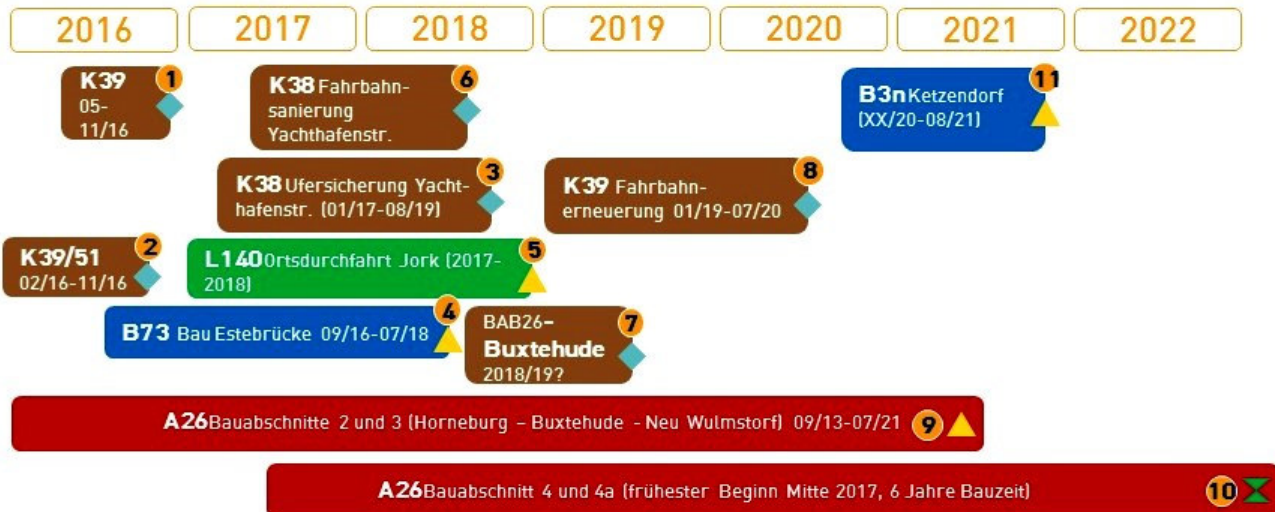 2016 2017 2018 2019 2020 2021 2022
K39
05-
11/16
1
K38 Fahrbahn-
sanierung
Yachthafenstr.
6
B3n Ketzendorf
(XX/20-08/21)
11
K38 Ufersicherung Yacht-
hafenstr. (01/17-08/19)
3
K39 Fahrbahn-
erneuerung 01/19-07/20
8
K39/51
02/16-11/16
2
L140 Ortsdurchfahrt Jork (2017-
2018)
5
B73 Bau Estebrücke 09/16-07/18
4
BAB26-
Buxtehude
2018/19?
7
A26 Bauabschnitte 2 und 3 (Horneburg – Buxtehude - Neu Wulmstorf) 09/13-07/21 9
A26 Bauabschnitt 4 und 4a (frühester Beginn Mitte 2017, 6 Jahre Bauzeit) 10